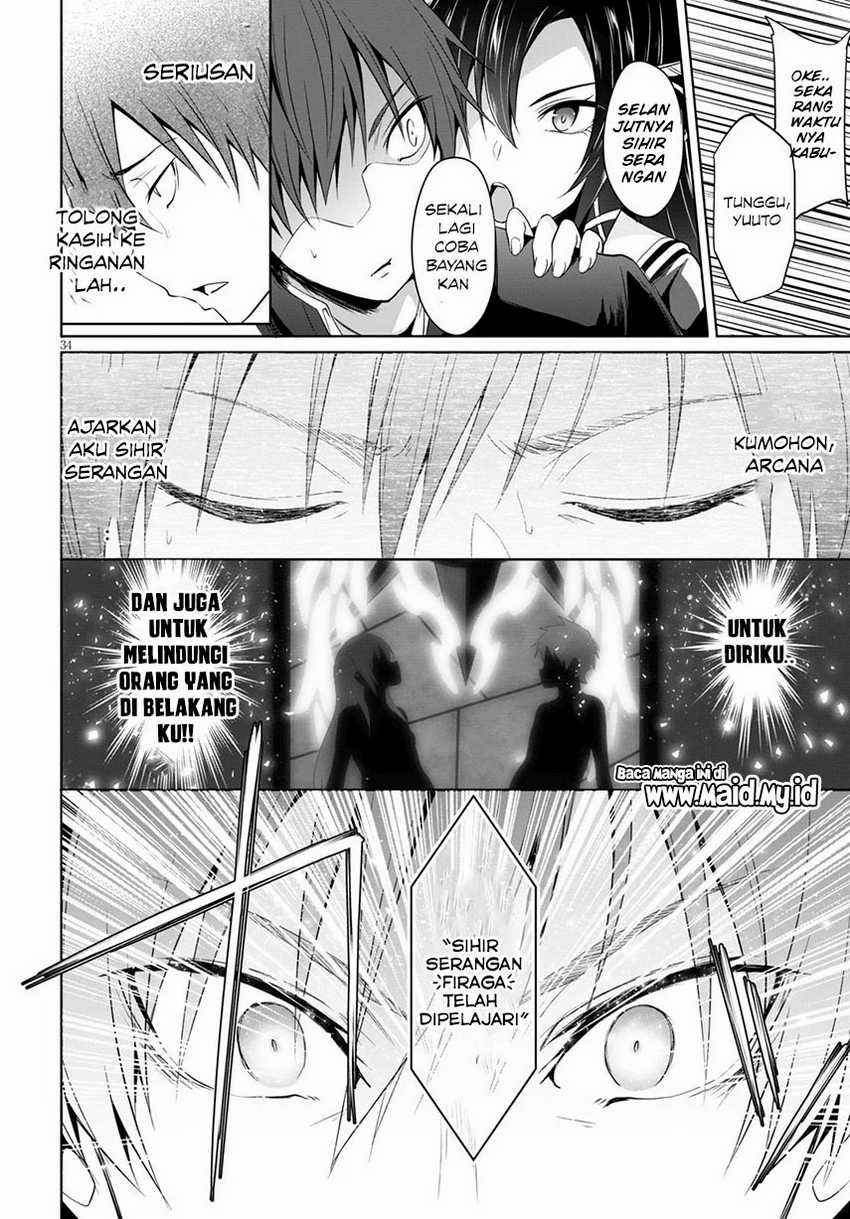 OKE..
SEKA
RANG
WAKTU
NYA
KABU-
TUNGGU,
YUUTO
SELAN
JUTNYA
SIHIR
SERANGAN
SEKALI
LAGI
COBA
BAYANG
KAN
SERIUSAN
TOLONG
KASIH KE
RINGANAN
LAH..
34
KUMOHON,
ARCANA
AJARKAN
AKU SIHIR
SERANGAN
UNTUK
DIRIKU..
DAN JUGA
UNTUK
MELINDUNGI
ORANG YANG
DI BELAKANG
KU!!
Baca Manga ini di
www.Maid.My.id
"SIHIR
SERANGAN
FIRAGA
TELAH
DIPELAJARI"